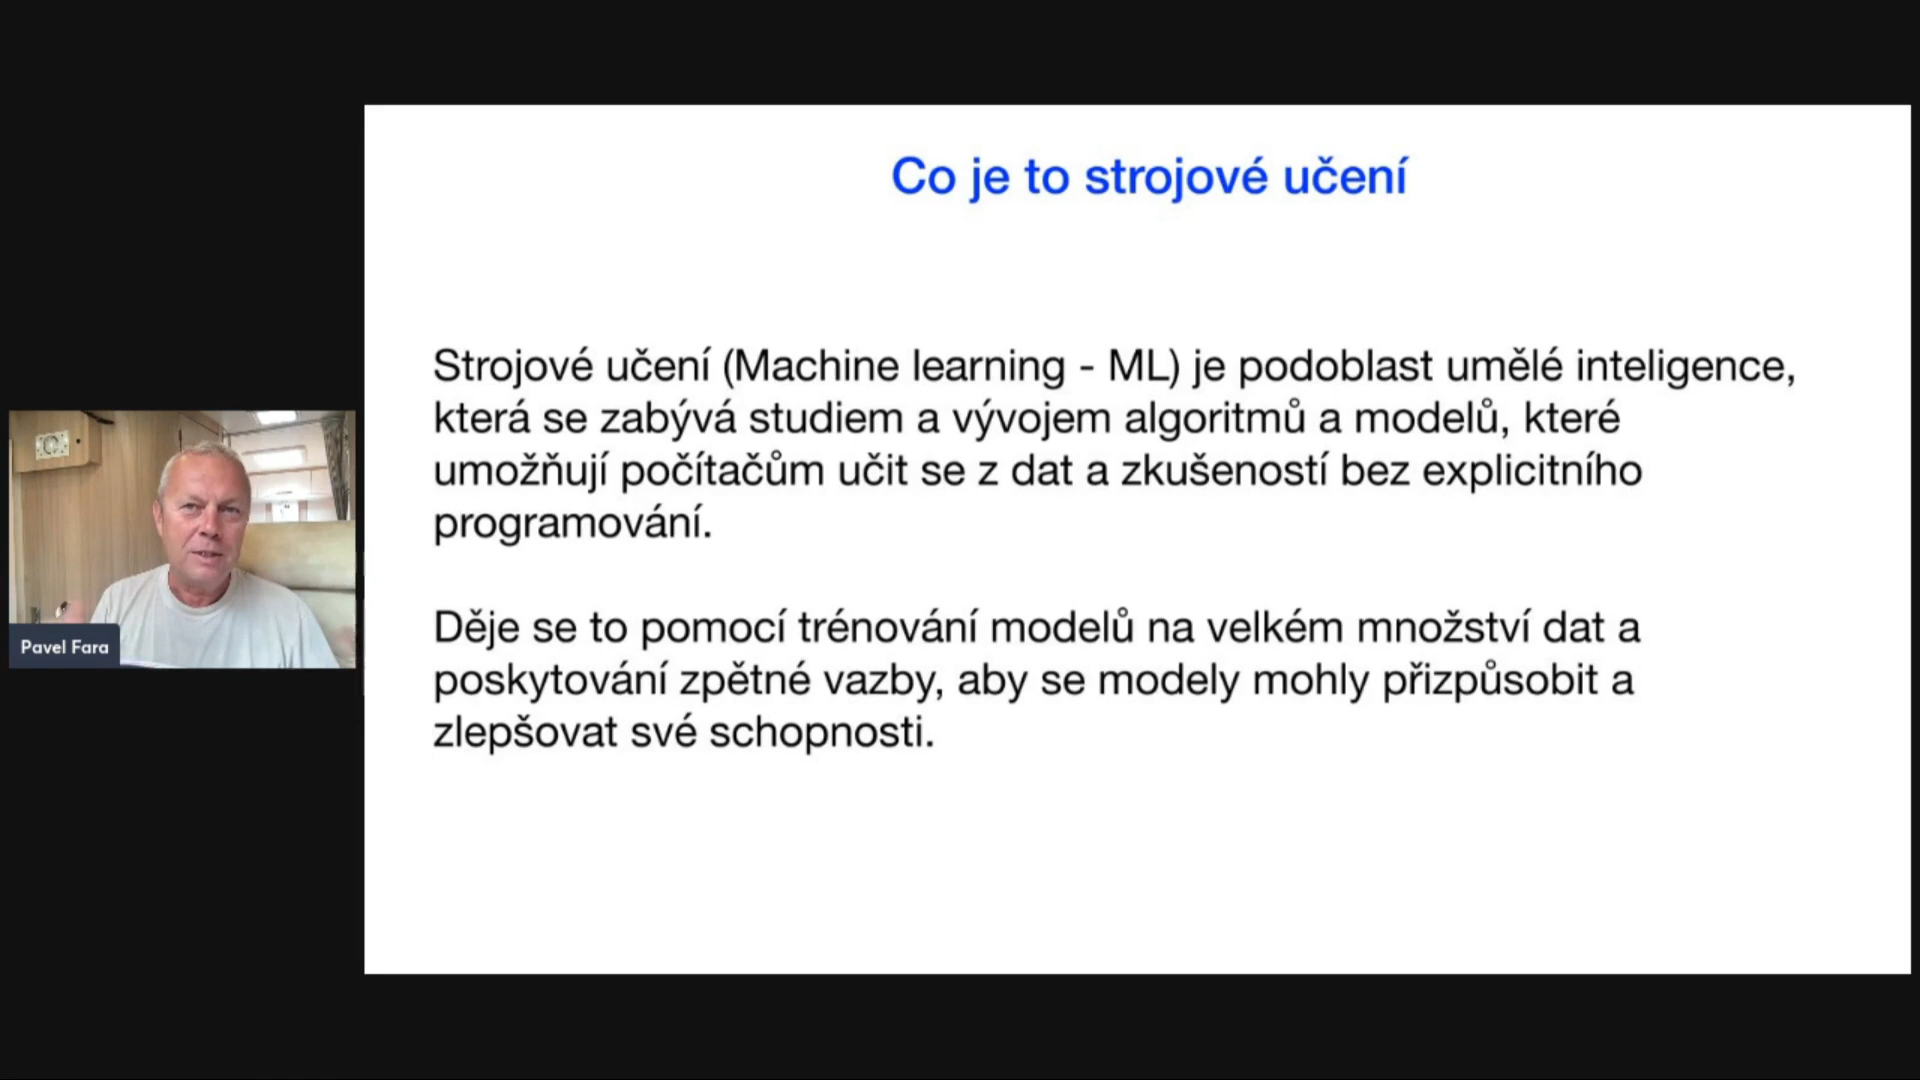 Co je to strojové učení
Strojové učení (Machine learning - ML) je podoblast umělé inteligence,
která se zabývá studiem a vývojem algoritmů a modelů, které
umožňují počítačům učit se z dat a zkušeností bez explicitního
programování.
Děje se to pomocí trénování modelů na velkém množství dat a
poskytování zpětné vazby, aby se modely mohly přizpůsobit a
zlepšovat své schopnosti.
Pavel Fara